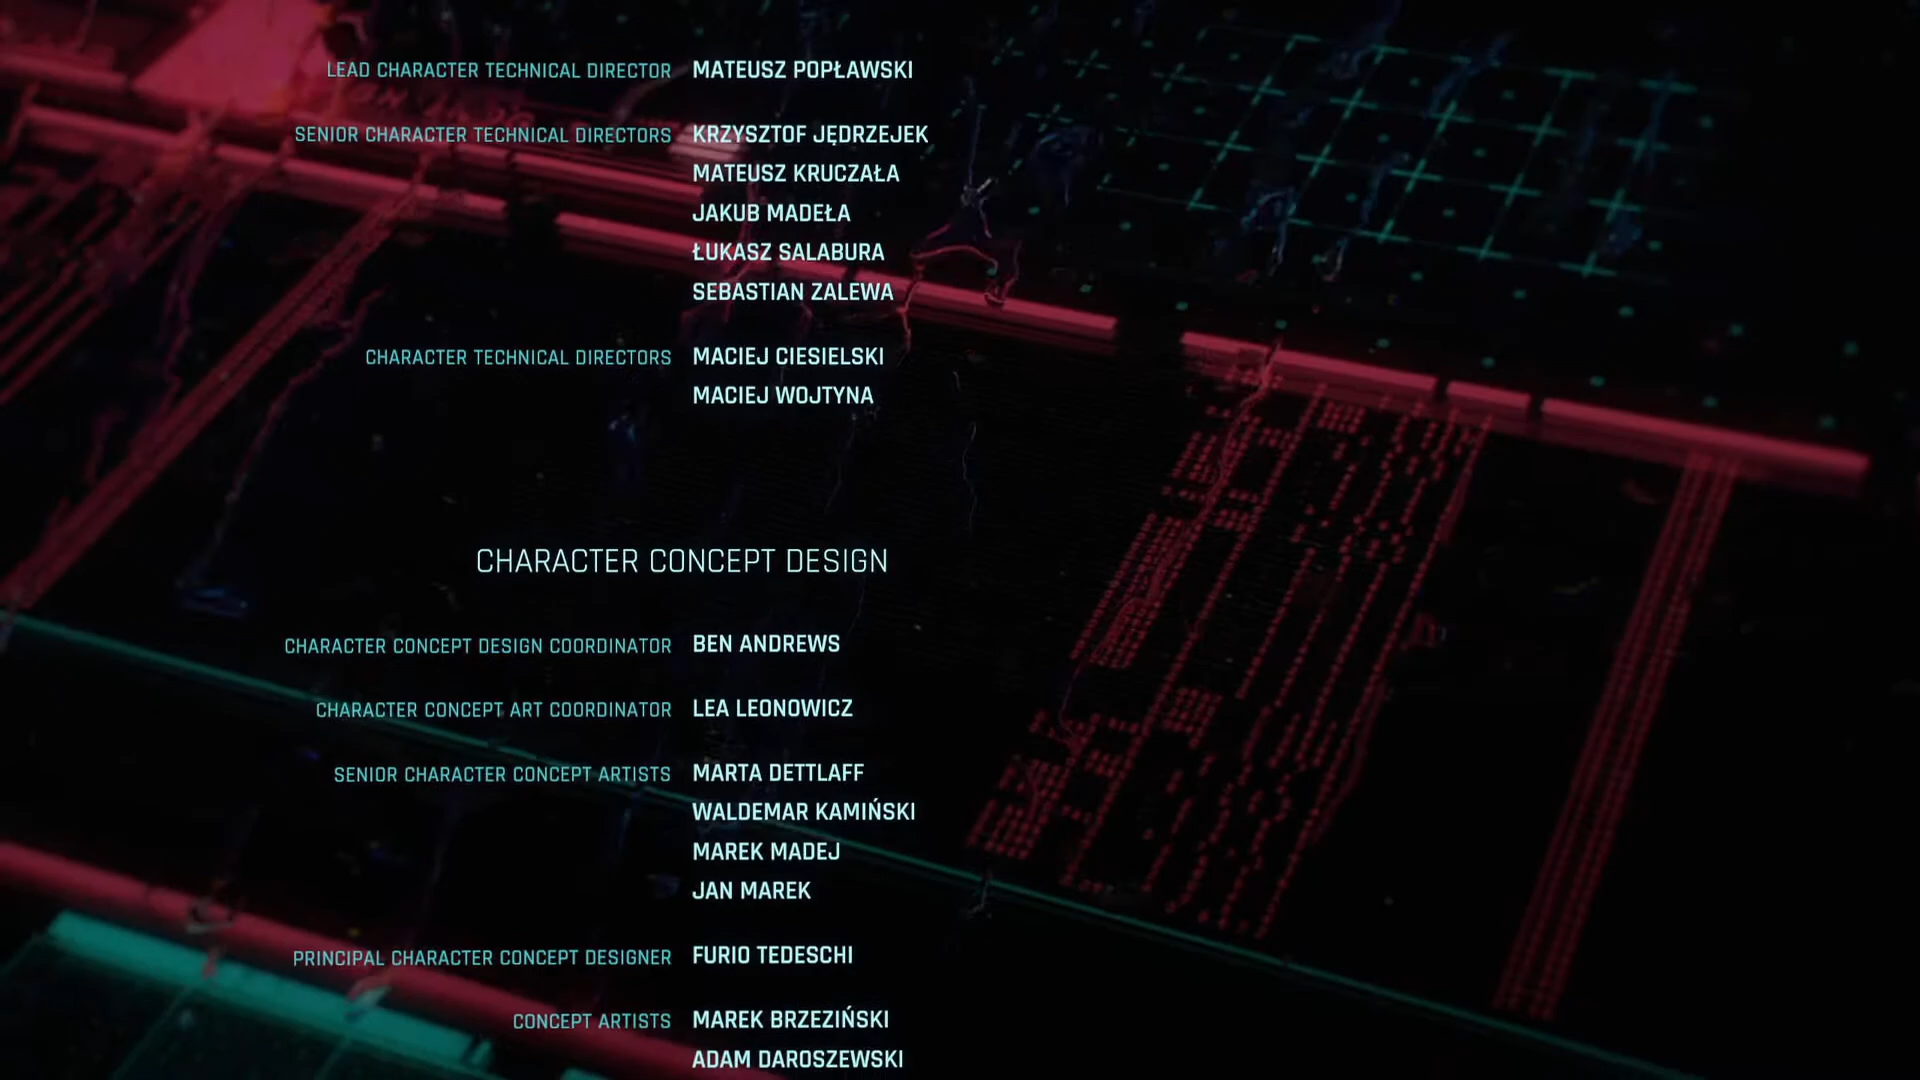 LEAD CHARACTER TECHNICAL DIRECTOR MATEUSZ POPŁAWSKI
SENIOR CHARACTER TECHNICAL DIRECTORS KRZYSZTOF JĘDRZEJEK
MATEUSZ KRUCZAŁA
JAKUB MADEŁA
ŁUKASZ SALABURA
SEBASTIAN ZALEWA
CHARACTER TECHNICAL DIRECTORS MACIEJ CIESIELSKI
MACIEJ WOJTYNA
CHARACTER CONCEPT DESIGN
CHARACTER CONCEPT DESIGN COORDINATOR BEN ANDREWS
CHARACTER CONCEPT ART COORDINATOR LEA LEONOWICZ
SENIOR CHARACTER CONCEPT ARTISTS MARTA DETTLAFF
WALDEMAR KAMIŃSKI
MAREK MADEJ
JAN MAREK
PRINCIPAL CHARACTER CONCEPT DESIGNER FURIO TEDESCHI
CONCEPT ARTISTS MAREK BRZEZIŃSKI
ADAM DAROSZEWSKI